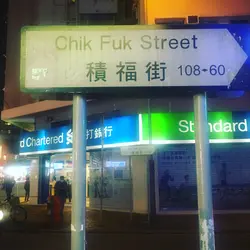 Chik Fuk Street
積福街 108-60
d Chartered 打銀行
Standard